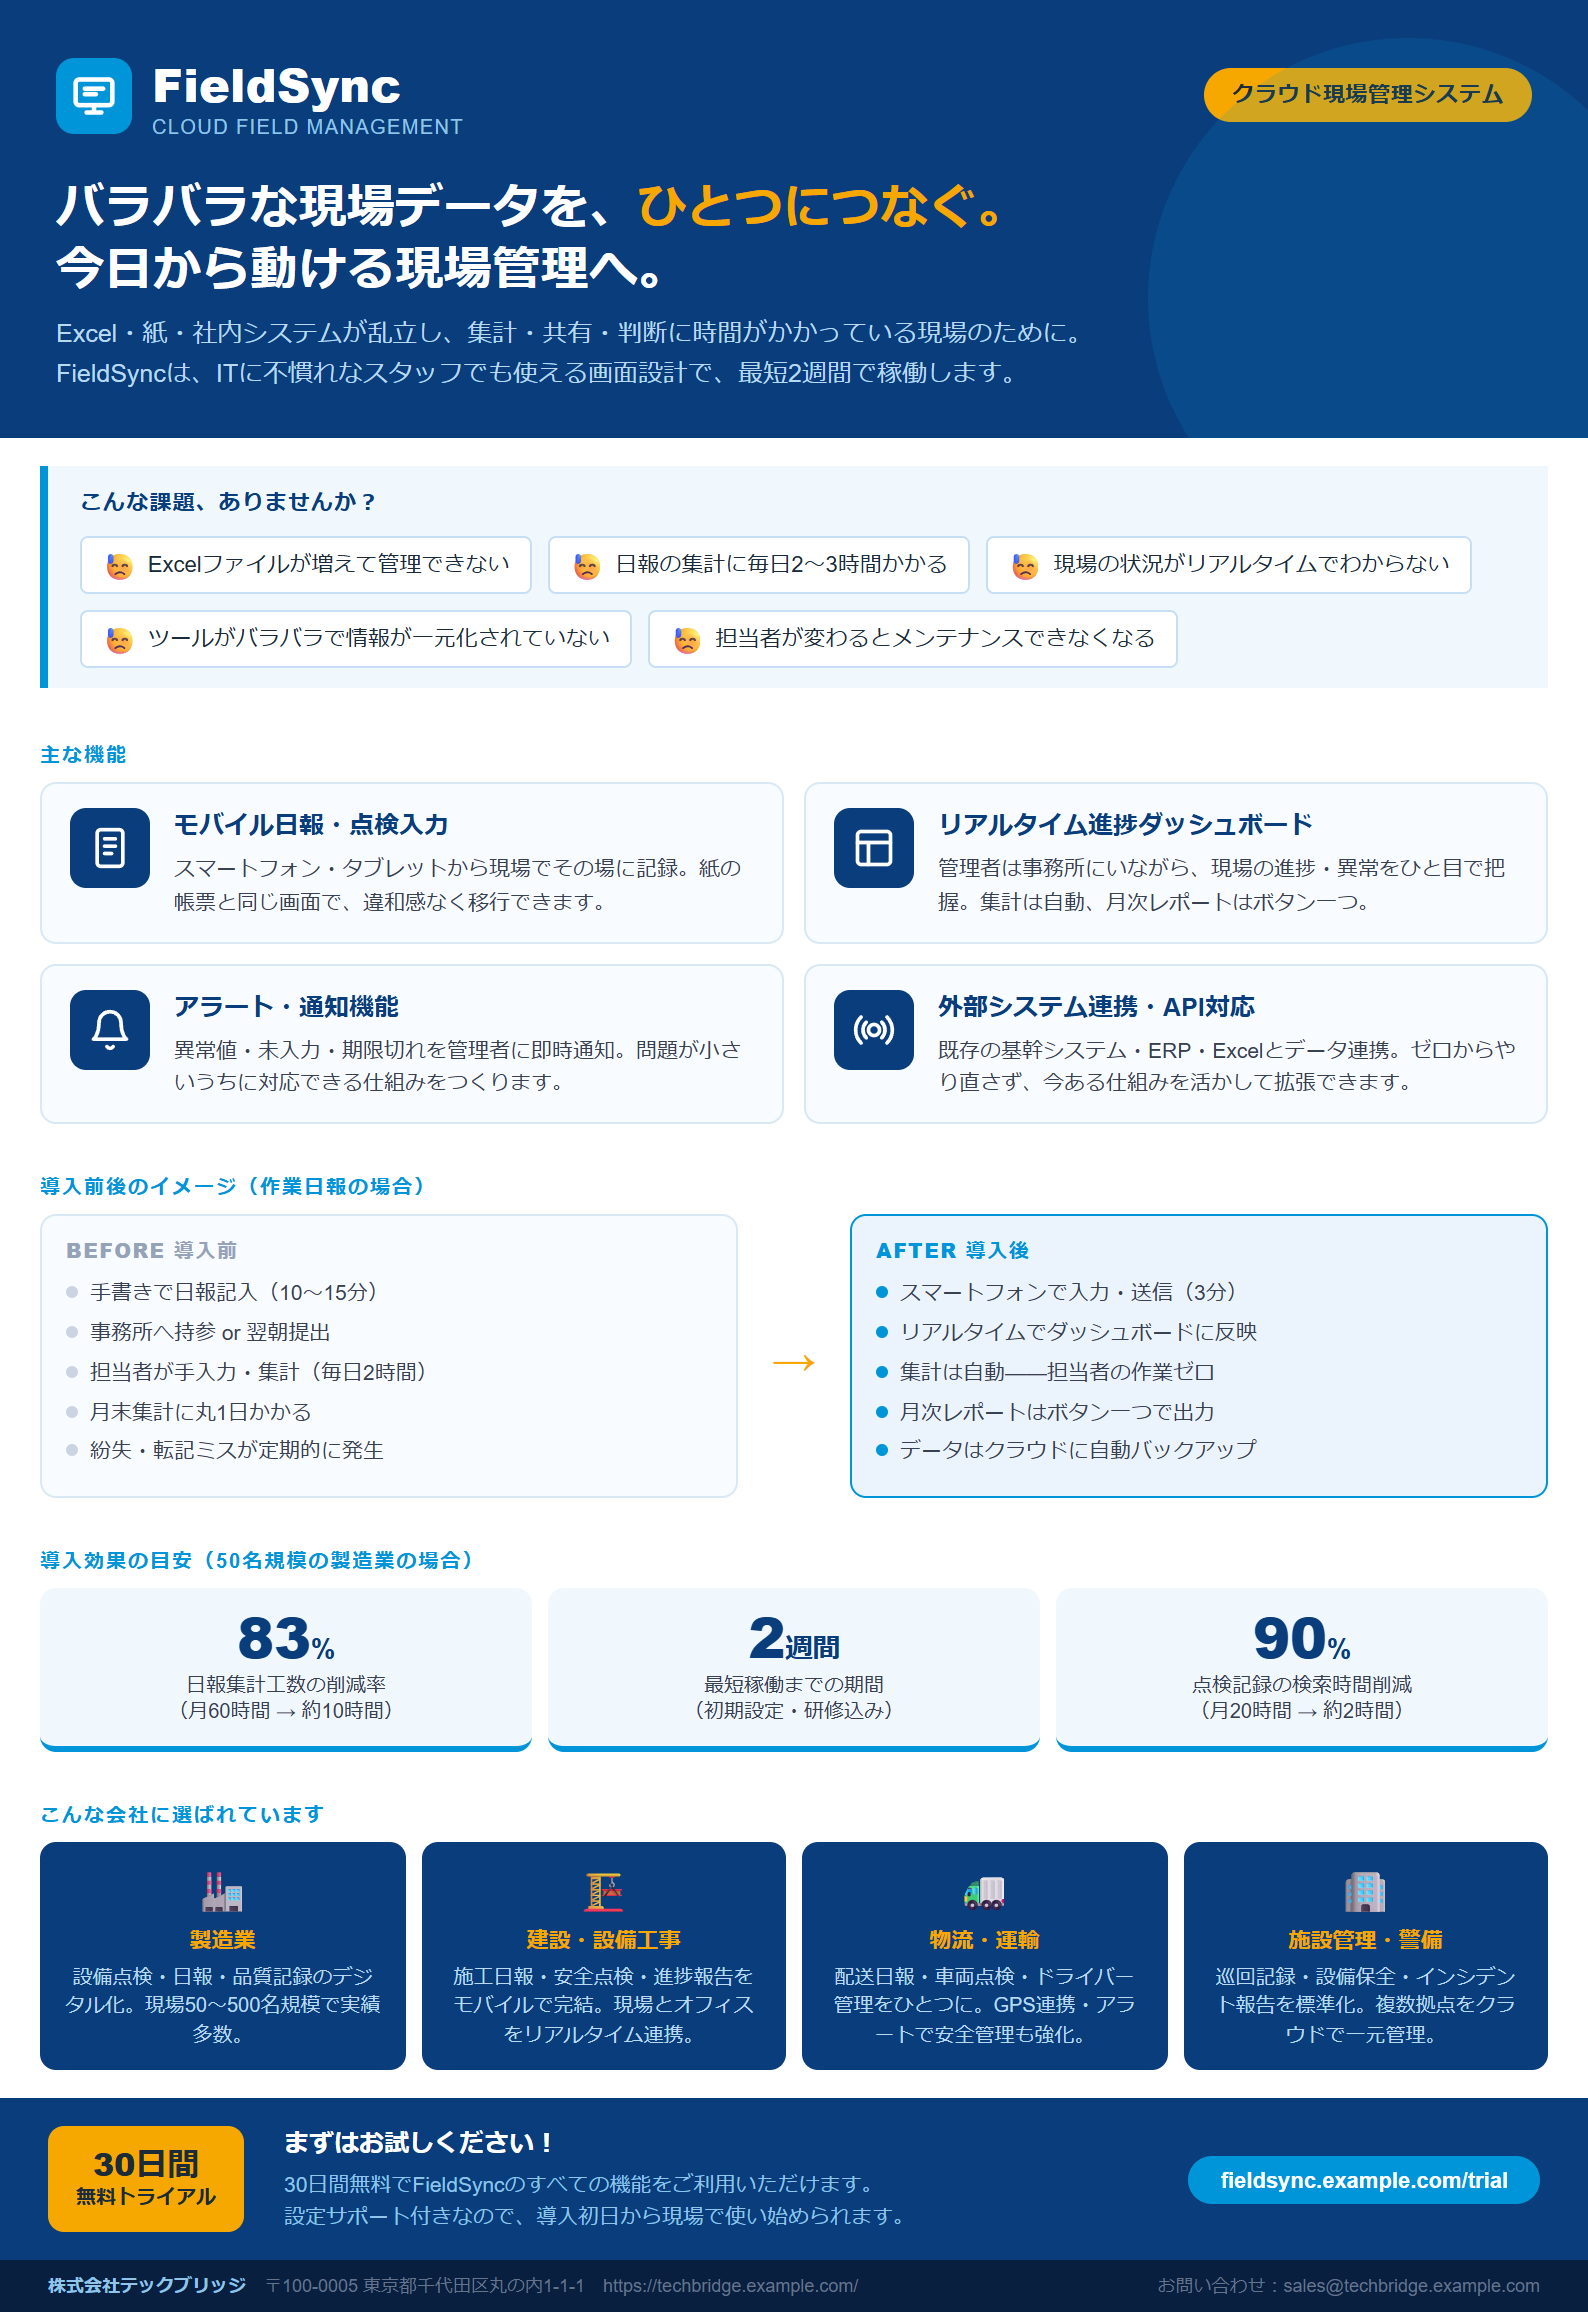 FieldSync
CLOUD FIELD MANAGEMENT
クラウド現場管理システム
バラバラな現場データを、ひとつにつなぐ。
今日から動ける現場管理へ。
Excel・紙・社内システムが乱立し、集計・共有・判断に時間がかかっている現場のために。
FieldSyncは、ITに不慣れなスタッフでも使える画面設計で、最短2週間で稼働します。
こんな課題、ありませんか？
Excelファイルが増えて管理できない
日報の集計に毎日2〜3時間かかる
現場の状況がリアルタイムでわからない
ツールがバラバラで情報が一元化されていない
担当者が変わるとメンテナンスできなくなる
主な機能
モバイル日報・点検入力
スマートフォン・タブレットから現場でその場に記録。紙の
帳票と同じ画面で、違和感なく移行できます。
リアルタイム進捗ダッシュボード
管理者は事務所にいながら、現場の進捗・異常をひと目で把
握。集計は自動、月次レポートはボタン一つ。
アラート・通知機能
異常値・未入力・期限切れを管理者に即時通知。問題が小さ
いうちに対応できる仕組みをつくります。
外部システム連携・API対応
既存の基幹システム・ERP・Excelとデータ連携。ゼロからや
り直さず、今ある仕組みを活かして拡張できます。
導入前後のイメージ（作業日報の場合）
BEFORE 導入前
手書きで日報記入（10〜15分）
事務所へ持参 or 翌朝提出
担当者が手入力・集計（毎日2時間）
月末集計に丸1日かかる
紛失・転記ミスが定期的に発生
→
AFTER 導入後
スマートフォンで入力・送信（3分）
リアルタイムでダッシュボードに反映
集計は自動——担当者の作業ゼロ
月次レポートはボタン一つで出力
データはクラウドに自動バックアップ
導入効果の目安（50名規模の製造業の場合）
83%
日報集計工数の削減率
（月60時間 → 約10時間）
2週間
最短稼働までの期間
（初期設定・研修込み）
90%
点検記録の検索時間削減
（月20時間 → 約2時間）
こんな会社に選ばれています
製造業
設備点検・日報・品質記録のデジ
タル化。現場50〜500名規模で実績
多数。
建設・設備工事
施工日報・安全点検・進捗報告を
モバイルで完結。現場とオフィス
をリアルタイム連携。
物流・運輸
配送日報・車両点検・ドライバー
管理をひとつに。GPS連携・アラ
ートで安全管理も強化。
施設管理・警備
巡回記録・設備保全・インシデン
ト報告を標準化。複数拠点をクラ
ウドで一元管理。
30日間
無料トライアル
まずはお試しください！
30日間無料でFieldSyncのすべての機能をご利用いただけます。
設定サポート付きなので、導入初日から現場で使い始められます。
fieldsync.example.com/trial
株式会社テックブリッジ 〒100-0005 東京都千代田区丸の内1-1-1 https://techbridge.example.com/
お問い合わせ：sales@techbridge.example.com